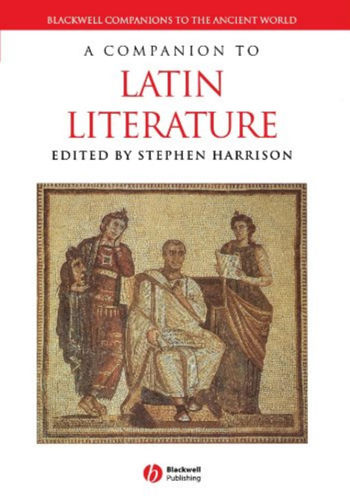 BLACKWELL COMPANIONS TO THE ANCIENT WORLD
A COMPANION TO
LATIN
LITERATURE
EDITED BY STEPHEN HARRISON
Blackwell
Publishing